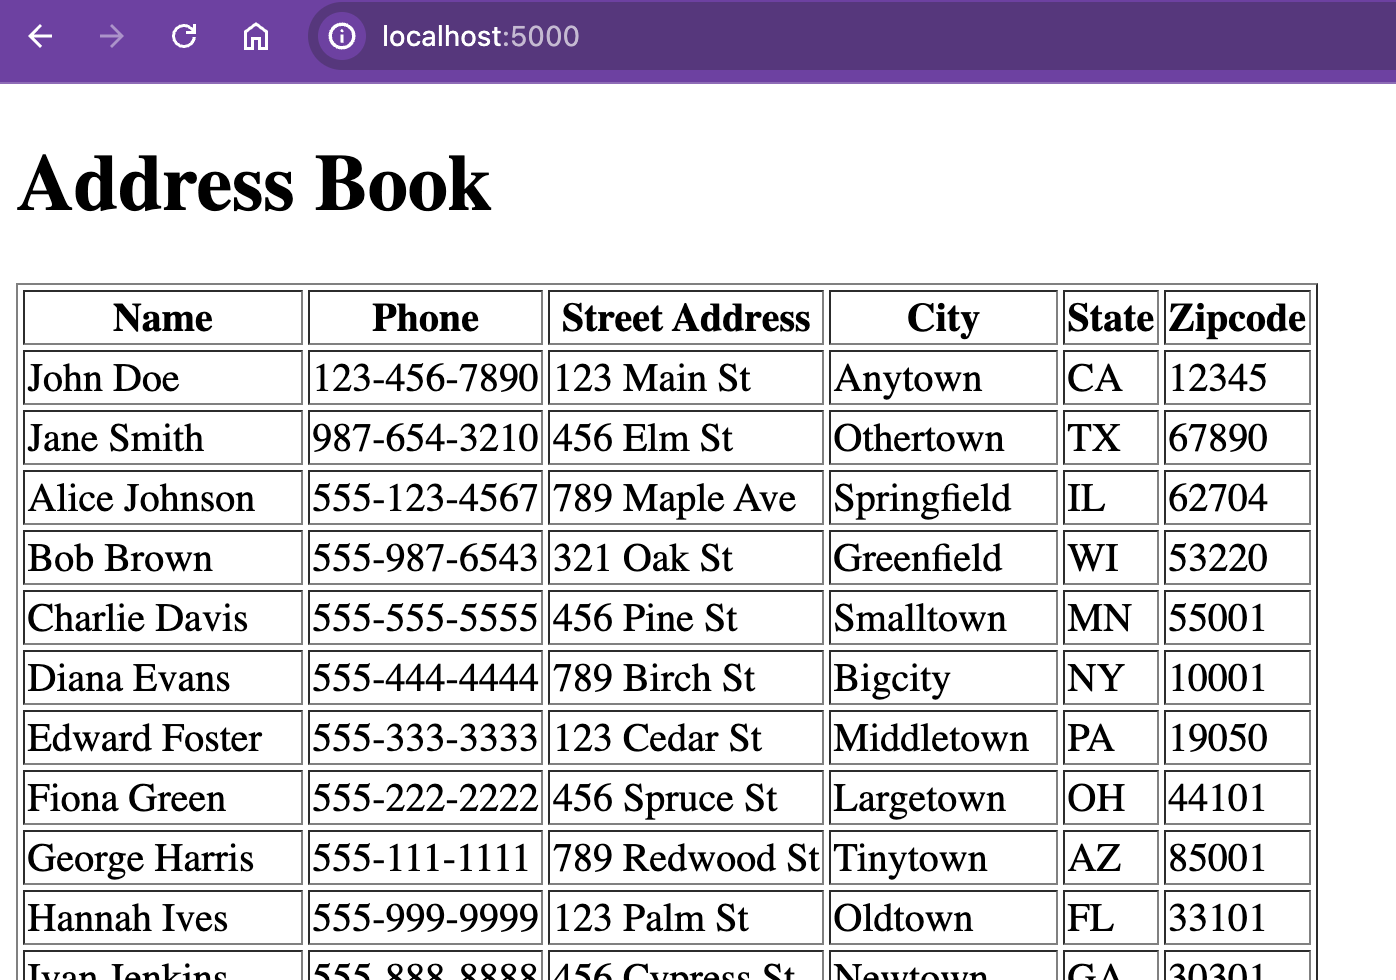 localhost:5000
Address Book
Name Phone Street Address City State Zipcode
John Doe 123-456-7890 123 Main St Anytown CA 12345
Jane Smith 987-654-3210 456 Elm St Othertown TX 67890
Alice Johnson 555-123-4567 789 Maple Ave Springfield IL 62704
Bob Brown 555-987-6543 321 Oak St Greenfield WI 53220
Charlie Davis 555-555-5555 456 Pine St Smalltown MN 55001
Diana Evans 555-444-4444 789 Birch St Bigcity NY 10001
Edward Foster 555-333-3333 123 Cedar St Middletown PA 19050
Fiona Green 555-222-2222 456 Spruce St Largetown OH 44101
George Harris 555-111-1111 789 Redwood St Tinytown AZ 85001
Hannah Ives 555-999-9999 123 Palm St Oldtown FL 33101
Ivan Jenkins 555-888-8888 456 Cypress St Newtown GA 30301